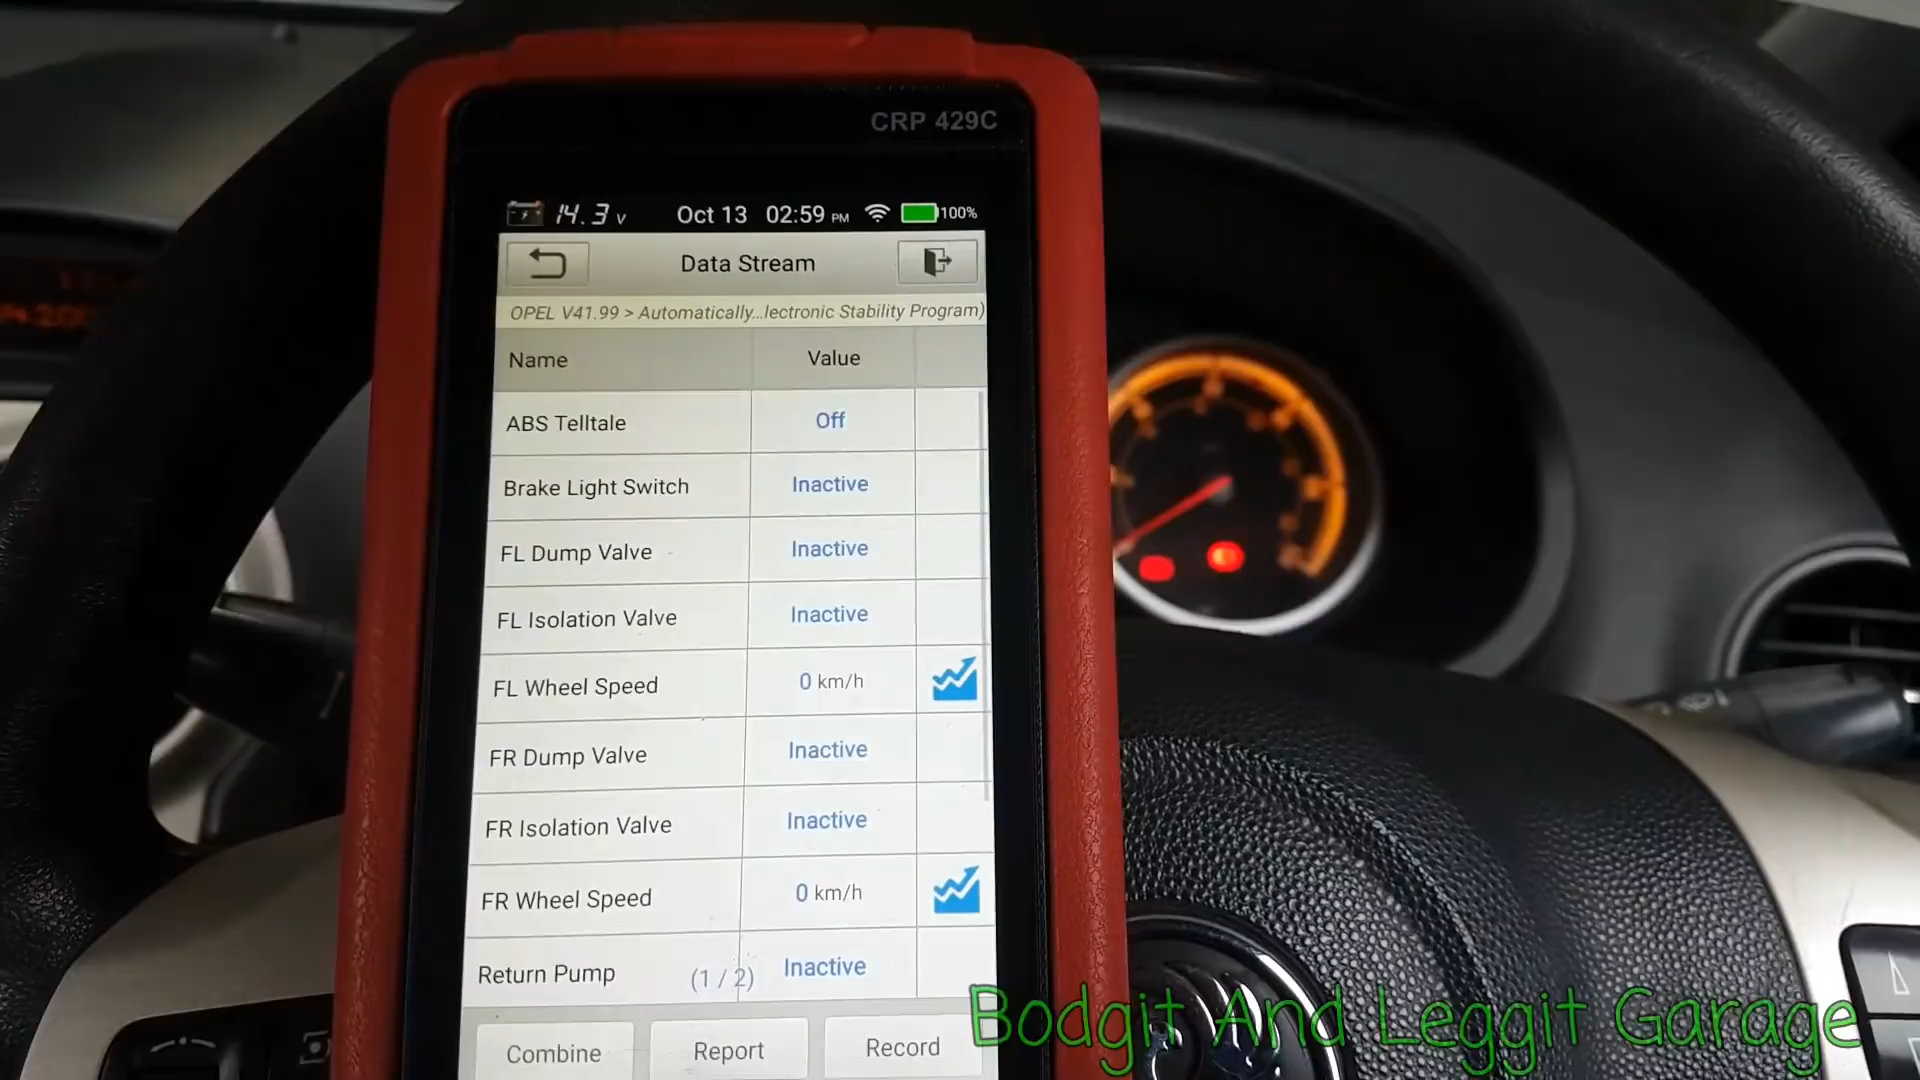 CRP 429C
14.3 V Oct 13 02:59 PM 100%
Data Stream
OPEL V41.99 > Automatically...lectronic Stability Program)
Name Value
ABS Telltale Off
Brake Light Switch Inactive
FL Dump Valve Inactive
FL Isolation Valve Inactive
FL Wheel Speed 0 km/h
FR Dump Valve Inactive
FR Isolation Valve Inactive
FR Wheel Speed 0 km/h
Return Pump (1 / 2) Inactive
Combine Report Record
Bodgit And Leggit Garage